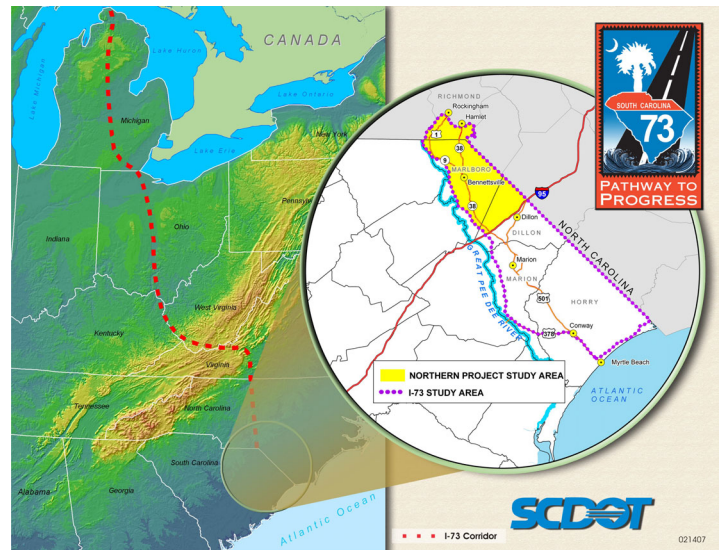 CANADA
Lake Huron
Lake Michigan
Lake Ontario
Michigan
Lake Erie
New York
Pennsylv
Indiana
Ohio
West Virginia
Kentucky
Virginia
Tennessee
North Carolina
South Carolina
Alabama
Georgia
Atlantic Ocean
I-73 Corridor
RICHMOND
Rockingham
Hamlet
1
38
9
MARLBORO
Bennettsville
38
95
Dillon
DILLON
NORTH CAROLINA
GREAT PEE DEE RIVER
Marion
MARION
501
HORRY
378
Conway
Myrtle Beach
ATLANTIC
OCEAN
NORTHERN PROJECT STUDY AREA
I-73 STUDY AREA
SOUTH CAROLINA
73
PATHWAY TO
PROGRESS
SCDOT
021407